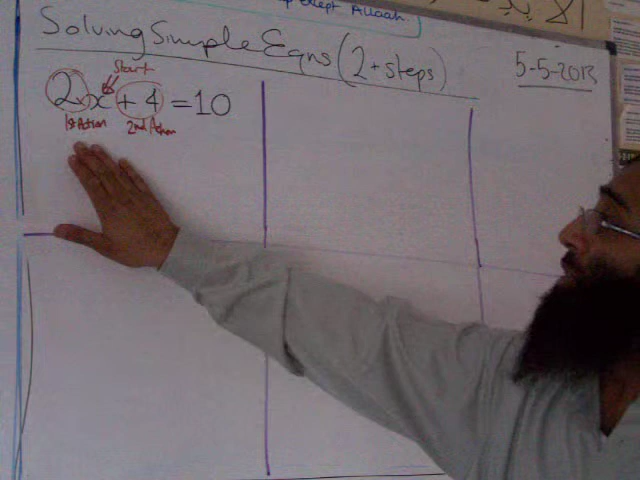 except Allaah
Solving Simple Eqns (2+steps)
5-5-2013
Start
2x + 4 = 10
1st Action 2nd Action